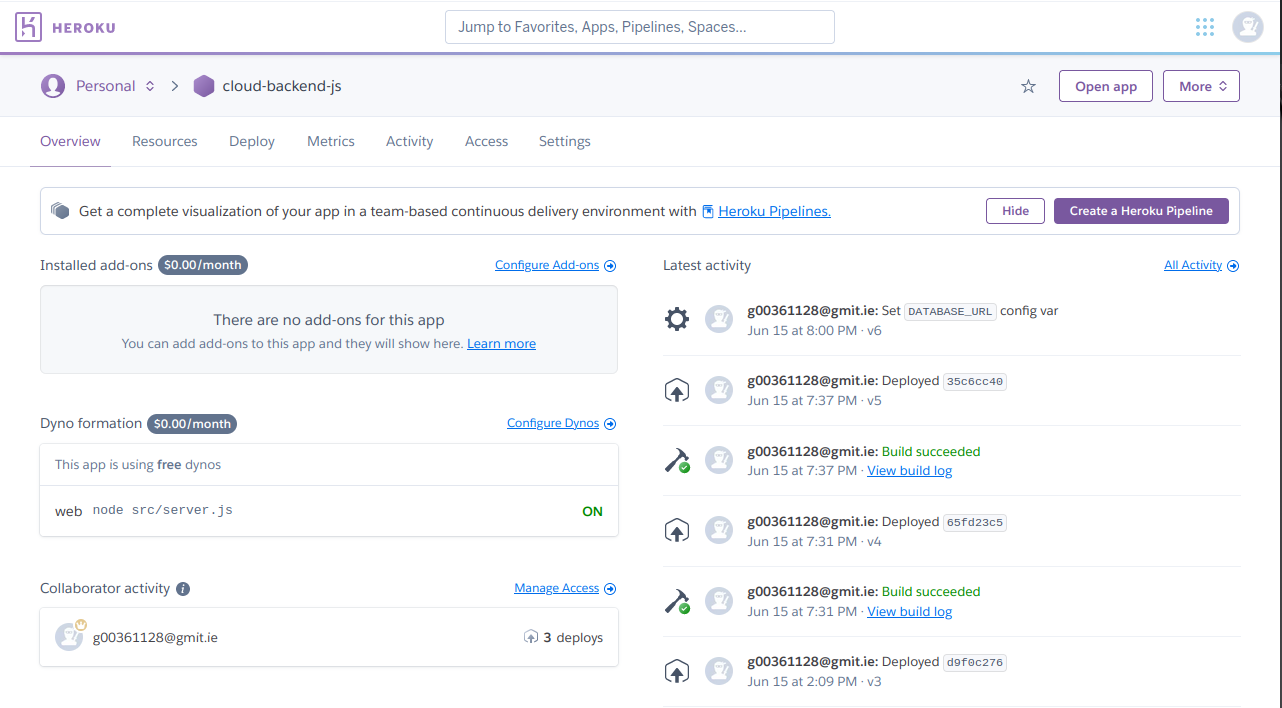 HEROKU
Jump to Favorites, Apps, Pipelines, Spaces...
Personal
cloud-backend-js
Open app
More
Overview
Resources
Deploy
Metrics
Activity
Access
Settings
Get a complete visualization of your app in a team-based continuous delivery environment with Heroku Pipelines.
Hide
Create a Heroku Pipeline
Installed add-ons $0.00/month
Configure Add-ons
There are no add-ons for this app
You can add add-ons to this app and they will show here. Learn more
Dyno formation $0.00/month
Configure Dynos
This app is using free dynos
web node src/server.js
ON
Collaborator activity i
Manage Access
g00361128@gmit.ie
3 deploys
Latest activity
All Activity
g00361128@gmit.ie: Set DATABASE_URL config var
Jun 15 at 8:00 PM · v6
g00361128@gmit.ie: Deployed 35c6cc40
Jun 15 at 7:37 PM · v5
g00361128@gmit.ie: Build succeeded
Jun 15 at 7:37 PM · View build log
g00361128@gmit.ie: Deployed 65fd23c5
Jun 15 at 7:31 PM · v4
g00361128@gmit.ie: Build succeeded
Jun 15 at 7:31 PM · View build log
g00361128@gmit.ie: Deployed d9f0c276
Jun 15 at 2:09 PM · v3